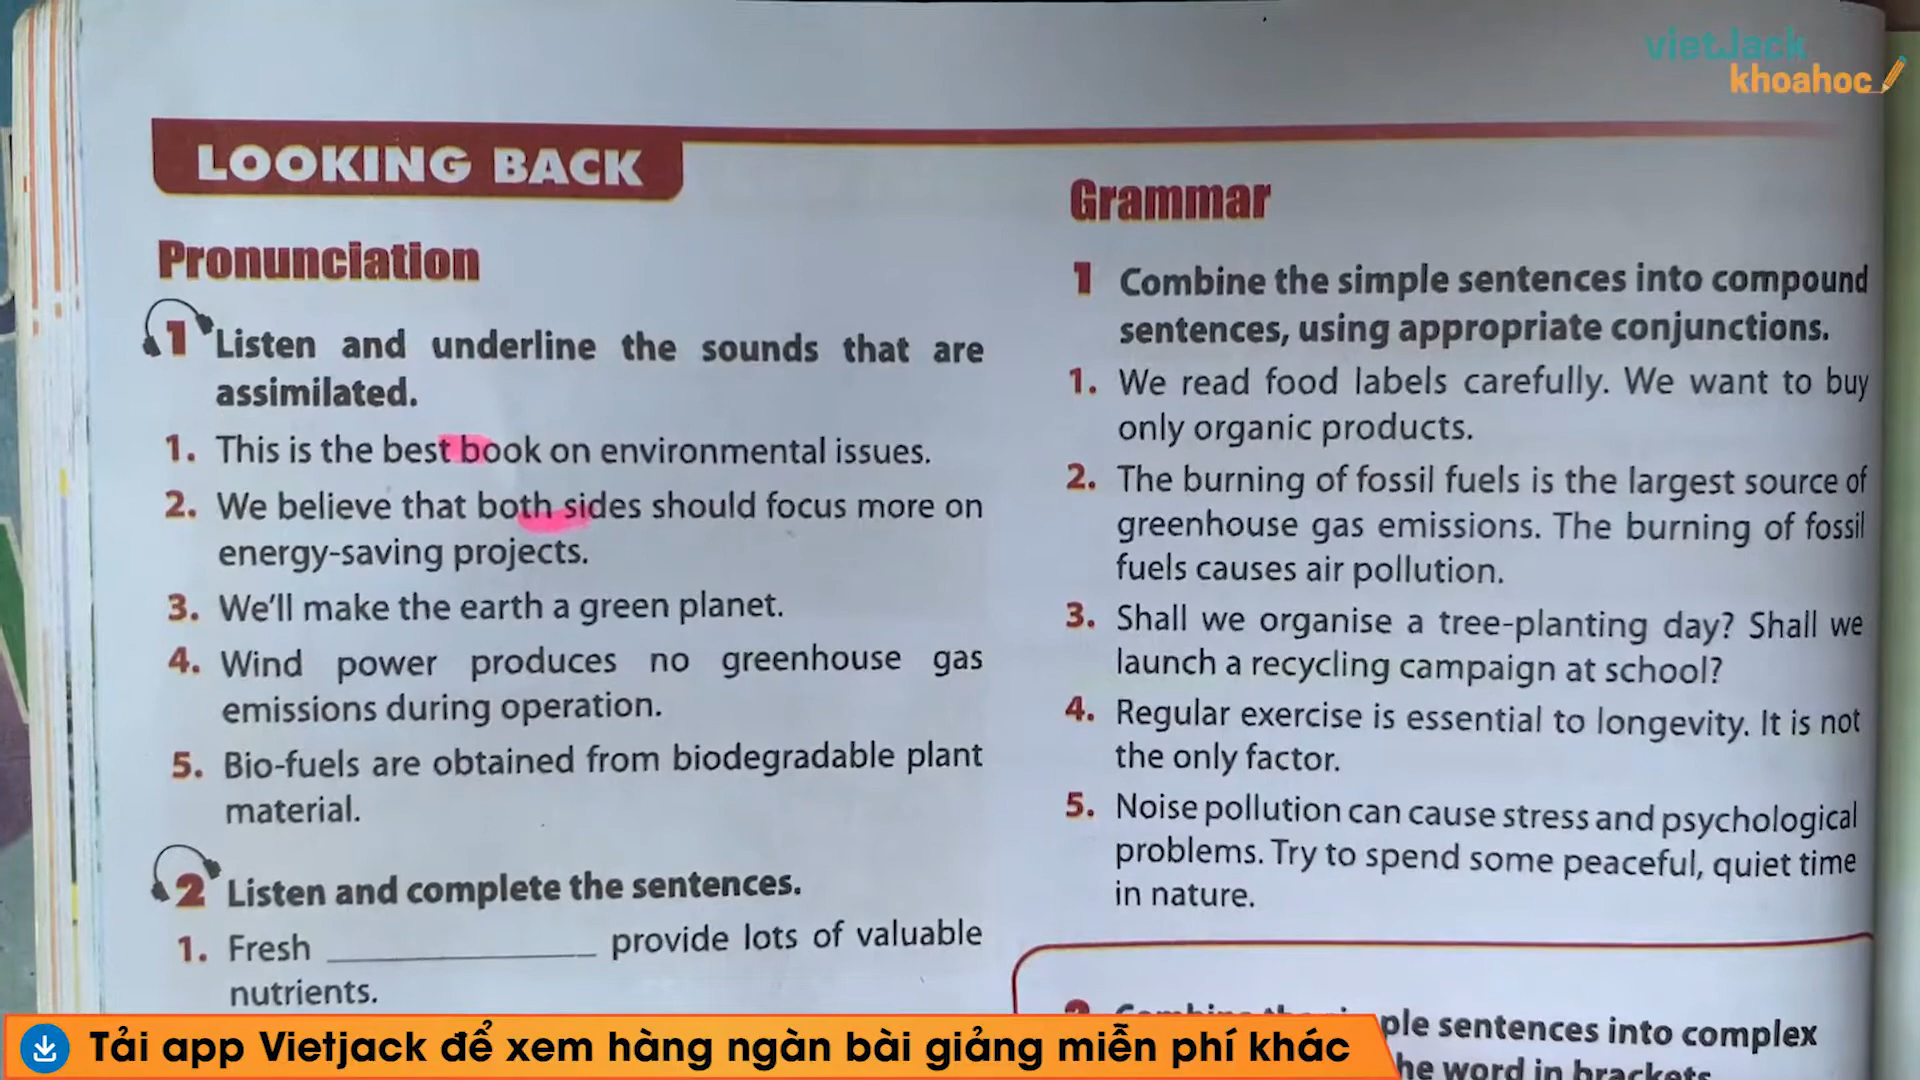 vietJack
khoahoc
LOOKING BACK
Pronunciation
1 Listen and underline the sounds that are
assimilated.
1. This is the best book on environmental issues.
2. We believe that both sides should focus more on
energy-saving projects.
3. We'll make the earth a green planet.
4. Wind power produces no greenhouse gas
emissions during operation.
5. Bio-fuels are obtained from biodegradable plant
material.
2 Listen and complete the sentences.
1. Fresh ____________ provide lots of valuable
nutrients.
Grammar
1 Combine the simple sentences into compound
sentences, using appropriate conjunctions.
1. We read food labels carefully. We want to buy
only organic products.
2. The burning of fossil fuels is the largest source of
greenhouse gas emissions. The burning of fossil
fuels causes air pollution.
3. Shall we organise a tree-planting day? Shall we
launch a recycling campaign at school?
4. Regular exercise is essential to longevity. It is not
the only factor.
5. Noise pollution can cause stress and psychological
problems. Try to spend some peaceful, quiet time
in nature.
sentences into complex
word in brackets
Tải app Vietjack để xem hàng ngàn bài giảng miễn phí khác